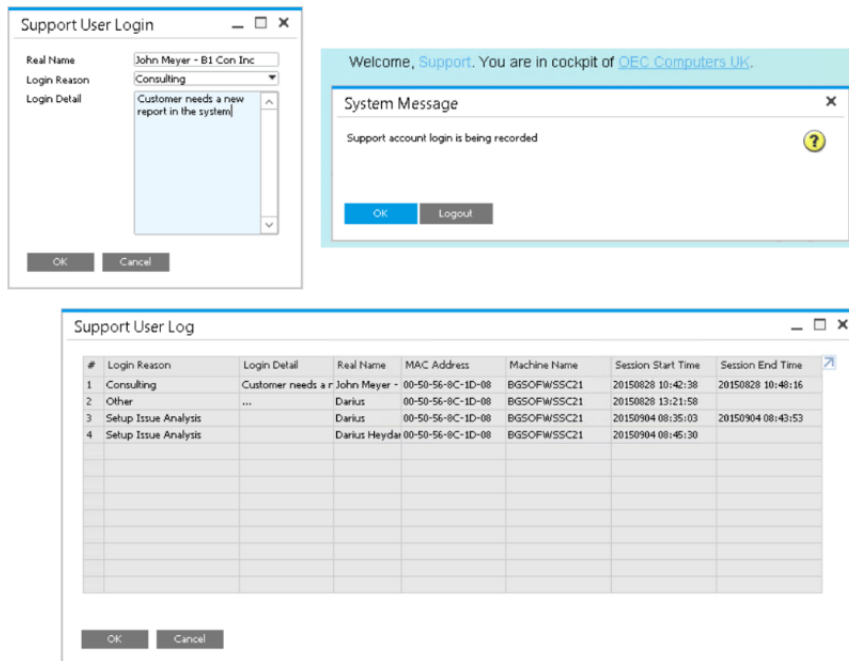 Support User Login
Real Name John Meyer - B1 Con Inc
Login Reason Consulting
Login Detail Customer needs a new
report in the system
OK Cancel
Welcome, Support. You are in cockpit of OEC Computers UK.
System Message
Support account login is being recorded
?
OK Logout
Support User Log
# Login Reason Login Detail Real Name MAC Address Machine Name Session Start Time Session End Time
1 Consulting Customer needs a r John Meyer - 00-50-56-8C-1D-08 BGSOFWSSC21 20150828 10:42:38 20150828 10:48:16
2 Other ... Darius 00-50-56-8C-1D-08 BGSOFWSSC21 20150828 13:21:58
3 Setup Issue Analysis Darius 00-50-56-8C-1D-08 BGSOFWSSC21 20150904 08:35:03 20150904 08:43:53
4 Setup Issue Analysis Darius Heydar 00-50-56-8C-1D-08 BGSOFWSSC21 20150904 08:45:30
OK Cancel